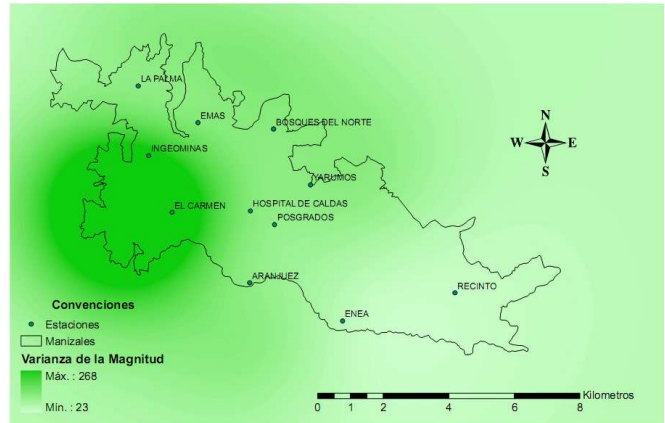 LA PALMA
EMAS
BOSQUES DEL NORTE
N
W E
S
INGEOMINAS
YARUMOS
EL CARMEN
HOSPITAL DE CALDAS
POSGRADOS
ARANJUEZ
RECINTO
ENEA
Convenciones
Estaciones
Manizales
Varianza de la Magnitud
Máx. : 268
Mín. : 23
Kilometros
0 1 2 4 6 8